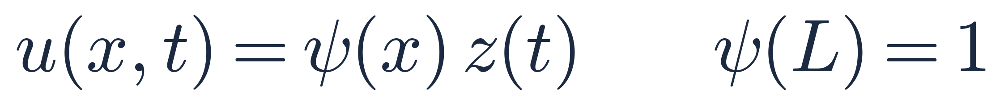 u(x, t) = ψ(x) z(t)    ψ(L) = 1